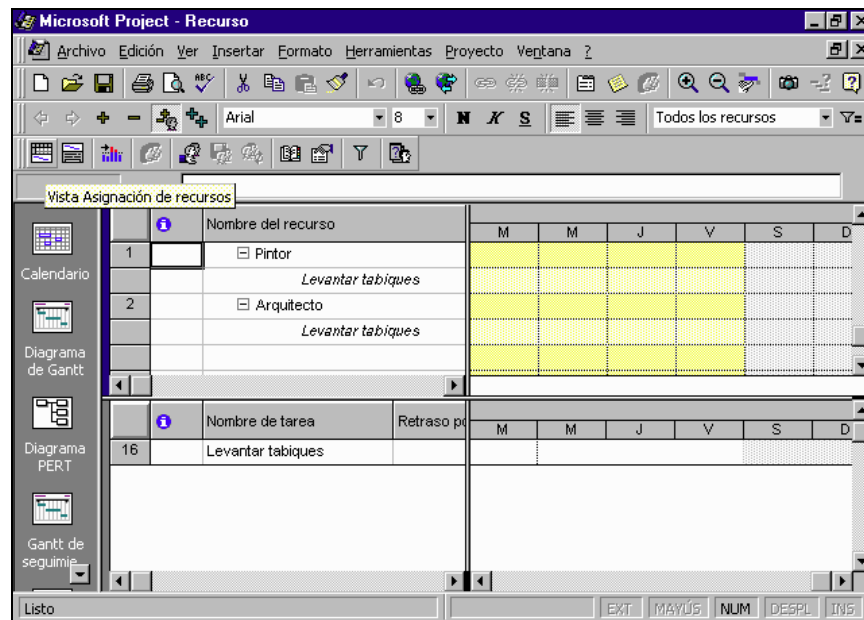 Microsoft Project - Recurso
Archivo Edición Ver Insertar Formato Herramientas Proyecto Ventana ?
ABC
Arial 8 N K S Todos los recursos
Vista Asignación de recursos
Nombre del recurso
M M J V S D
1 Pintor
Levantar tabiques
2 Arquitecto
Levantar tabiques
Calendario
Diagrama
de Gantt
Nombre de tarea Retraso po
M M J V S D
16 Levantar tabiques
Diagrama
PERT
Gantt de
seguimie
Listo EXT MAYÚS NUM DESPL INS